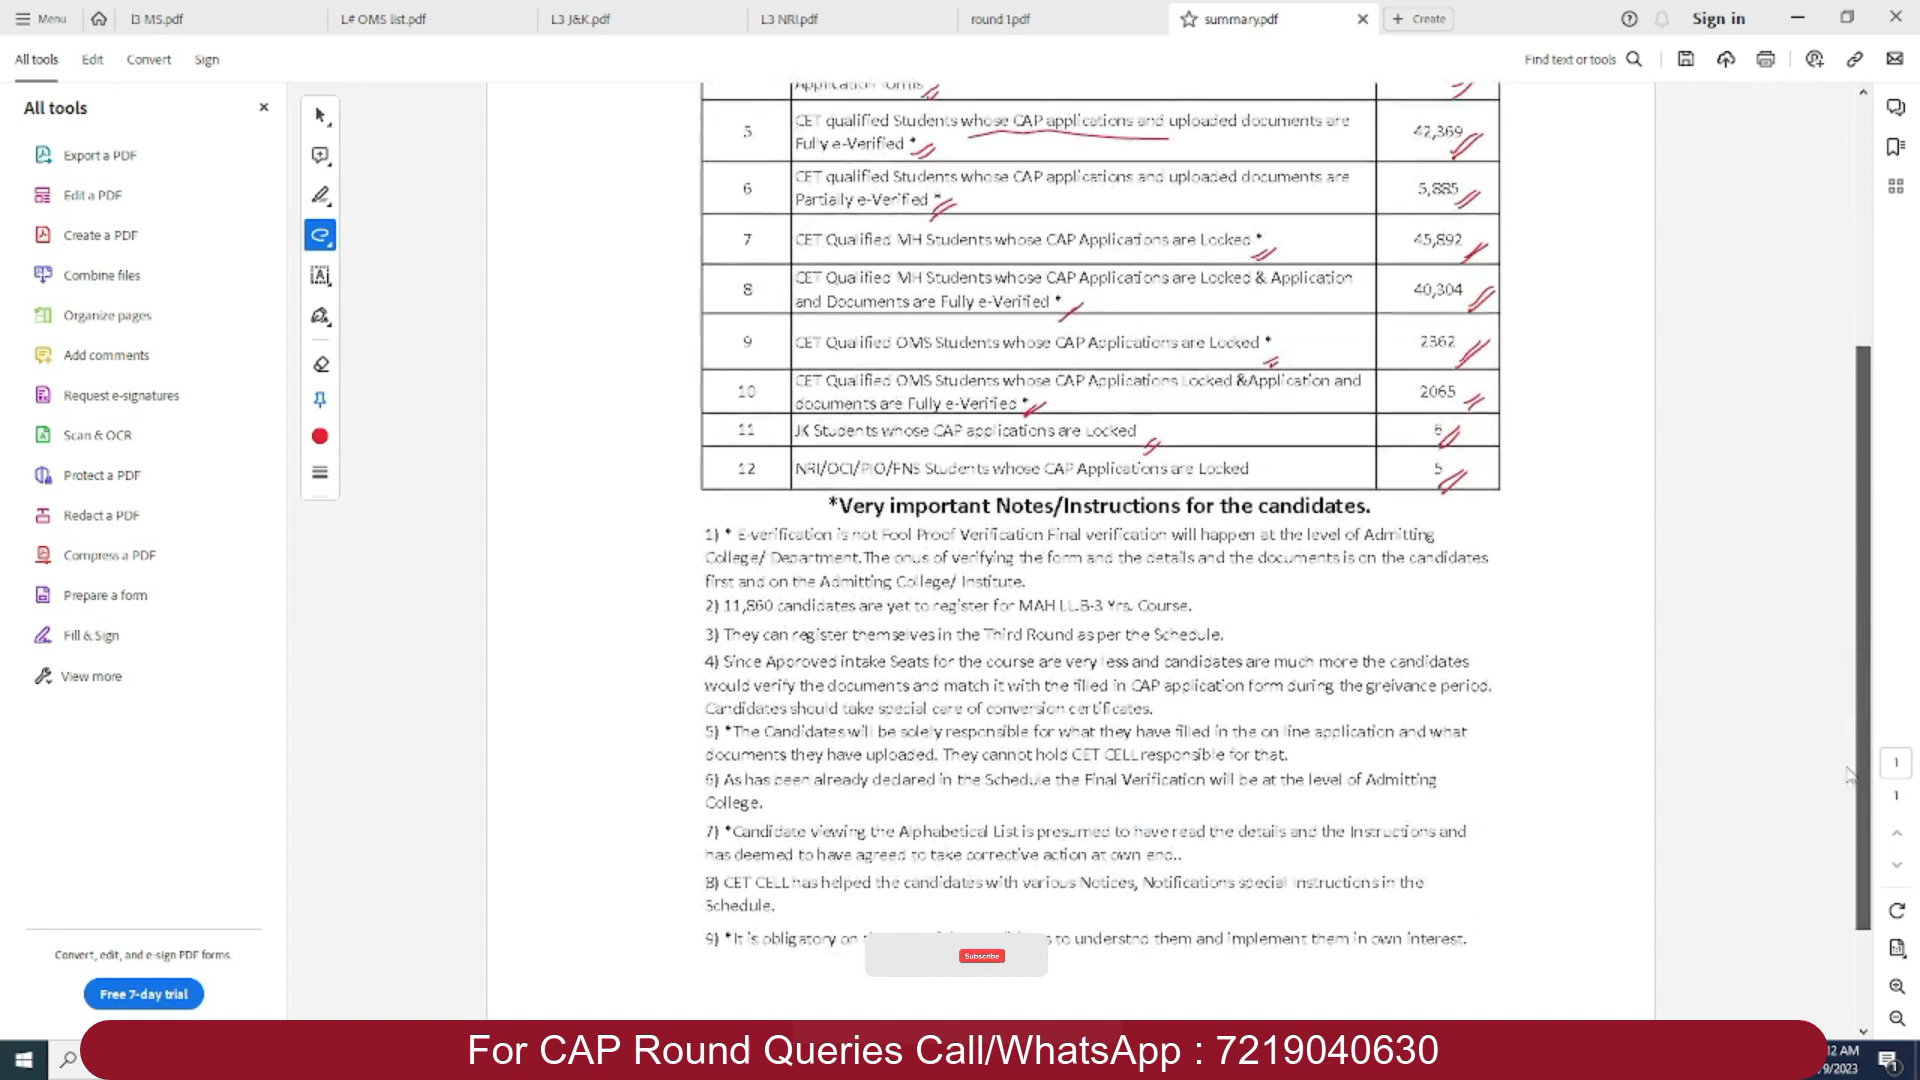 Menu
l3 MS.pdf
L# OMS list.pdf
L3 J&K.pdf
L3 NRI.pdf
round 1.pdf
summary.pdf
Create
Sign in
All tools
Edit
Convert
Sign
Find text or tools
All tools
Export a PDF
Edit a PDF
Create a PDF
Combine files
Organize pages
Add comments
Request e-signatures
Scan & OCR
Protect a PDF
Redact a PDF
Compress a PDF
Prepare a form
Fill & Sign
View more
Convert, edit, and e-sign PDF forms.
Free 7-day trial
Application forms
5 CET qualified Students whose CAP applications and uploaded documents are 42,369
Fully e-Verified *
6 CET qualified Students whose CAP applications and uploaded documents are 5,885
Partially e-Verified *
7 CET Qualified MH Students whose CAP Applications are Locked * 45,892
8 CET Qualified MH Students whose CAP Applications are Locked & Application 40,304
and Documents are Fully e-Verified *
9 CET Qualified OMS Students whose CAP Applications are Locked * 2362
10 CET Qualified OMS Students whose CAP Applications Locked &Application and 2065
documents are Fully e-Verified *
11 JK Students whose CAP applications are Locked 6
12 NRI/OCI/PIO/FNS Students whose CAP Applications are Locked 5
*Very important Notes/Instructions for the candidates.
1) * E-verification is not Fool Proof Verification Final verification will happen at the level of Admitting
College/ Department.The onus of verifying the form and the details and the documents is on the candidates
first and on the Admitting College/ Institute.
2) 11,860 candidates are yet to register for MAH LL.B-3 Yrs. Course.
3) They can register themselves in the Third Round as per the Schedule.
4) Since Approved intake Seats for the course are very less and candidates are much more the candidates
would verify the documents and match it with the filled in CAP application form during the greivance period.
Candidates should take special care of conversion certificates.
5) *The Candidates will be solely responsible for what they have filled in the on line application and what
documents they have uploaded. They cannot hold CET CELL responsible for that.
6) As has been already declared in the Schedule the Final Verification will be at the level of Admitting
College.
7) *Candidate viewing the Alphabetical List is presumed to have read the details and the Instructions and
has deemed to have agreed to take corrective action at own end..
8) CET CELL has helped the candidates with various Notices, Notifications special Instructions in the
Schedule.
9) *It is obligatory on to understnd them and implement them in own interest.
Subscribe
1
1
For CAP Round Queries Call/WhatsApp : 7219040630
12 AM
/9/2023